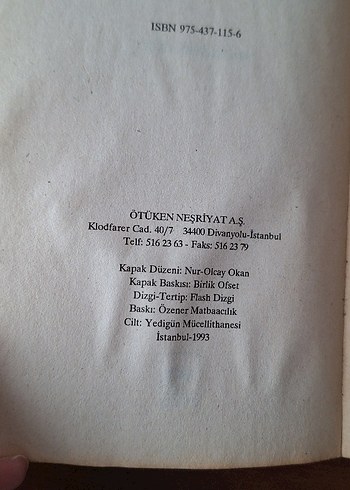 ISBN 975-437-115-6
ÖTÜKEN NEŞRİYAT A.Ş.
Klodfarer Cad. 40/7 34400 Divanyolu-İstanbul
Telf: 516 23 63 - Faks: 516 23 79
Kapak Düzeni: Nur-Olcay Okan
Kapak Baskısı: Birlik Ofset
Dizgi-Tertip: Flash Dizgi
Baskı: Özener Matbaacılık
Cilt: Yedigün Mücellithanesi
İstanbul-1993